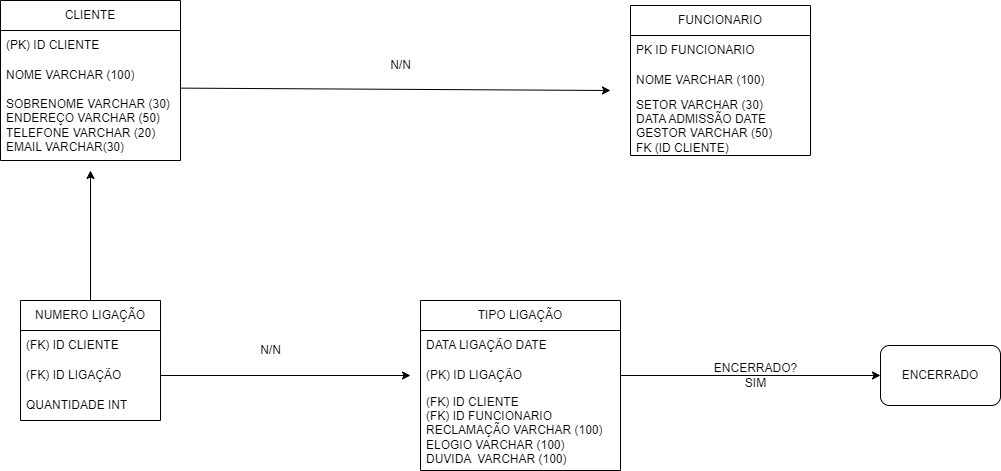 CLIENTE
(PK) ID CLIENTE
NOME VARCHAR (100)
SOBRENOME VARCHAR (30)
ENDEREÇO VARCHAR (50)
TELEFONE VARCHAR (20)
EMAIL VARCHAR(30)
N/N
FUNCIONARIO
PK ID FUNCIONARIO
NOME VARCHAR (100)
SETOR VARCHAR (30)
DATA ADMISSÃO DATE
GESTOR VARCHAR (50)
FK (ID CLIENTE)
NUMERO LIGAÇÃO
(FK) ID CLIENTE
(FK) ID LIGAÇÃO
QUANTIDADE INT
N/N
TIPO LIGAÇÃO
DATA LIGAÇÃO DATE
(PK) ID LIGAÇÃO
(FK) ID CLIENTE
(FK) ID FUNCIONARIO
RECLAMAÇÃO VARCHAR (100)
ELOGIO VARCHAR (100)
DUVIDA VARCHAR (100)
ENCERRADO?
SIM
ENCERRADO